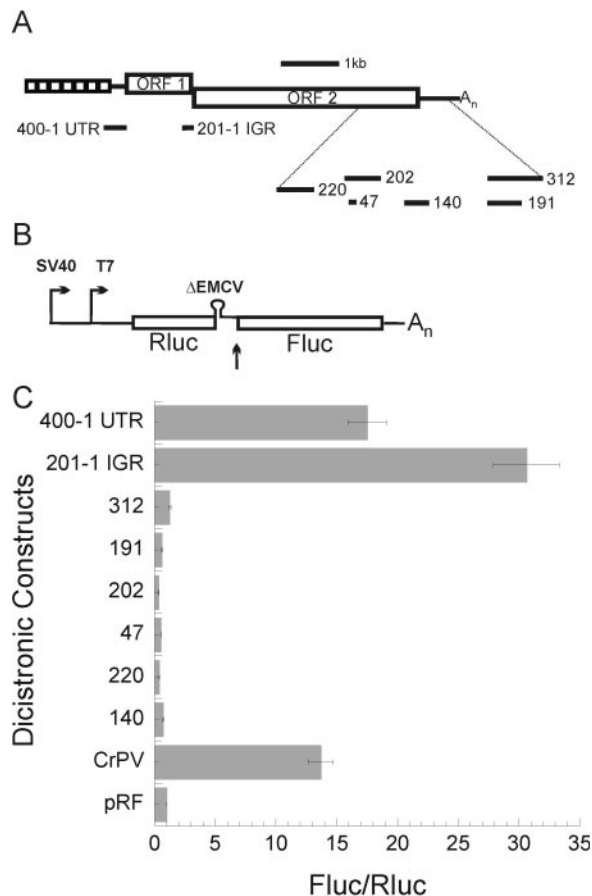 A
1kb
ORF 1
ORF 2
An
400-1 UTR
201-1 IGR
202
312
220
47
140
191
B
SV40
T7
ΔEMCV
An
Rluc
Fluc
C
400-1 UTR
201-1 IGR
312
191
202
47
220
140
CrPV
pRF
Dicistronic Constructs
0 5 10 15 20 25 30 35
Fluc/Rluc